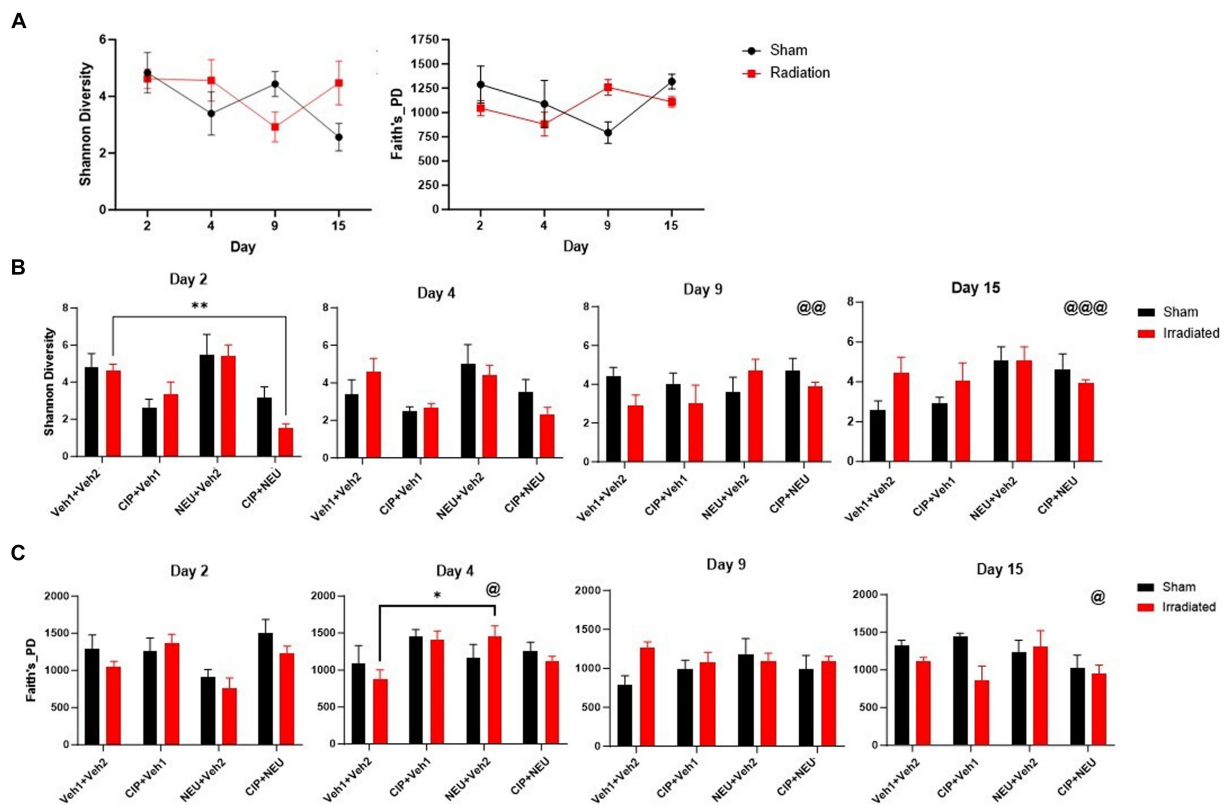 A
6
4
2
0
Shannon Diversity
2 4 9 15
Day
1750
1500
1250
1000
750
500
250
0
Faith's_PD
2 4 9 15
Day
Sham
Radiation
B
Day 2
**
8
6
4
2
0
Shannon Diversity
Veh1+Veh2 CIP+Veh1 NEU+Veh2 CIP+NEU
Day 4
8
6
4
2
0
Veh1+Veh2 CIP+Veh1 NEU+Veh2 CIP+NEU
Day 9
@@
8
6
4
2
0
Veh1+Veh2 CIP+Veh1 NEU+Veh2 CIP+NEU
Day 15
@@@
8
6
4
2
0
Veh1+Veh2 CIP+Veh1 NEU+Veh2 CIP+NEU
Sham
Irradiated
C
Day 2
2000
1500
1000
500
0
Faith's_PD
Veh1+Veh2 CIP+Veh1 NEU+Veh2 CIP+NEU
Day 4
@
*
2000
1500
1000
500
0
Veh1+Veh2 CIP+Veh1 NEU+Veh2 CIP+NEU
Day 9
2000
1500
1000
500
0
Veh1+Veh2 CIP+Veh1 NEU+Veh2 CIP+NEU
Day 15
@
2000
1500
1000
500
0
Veh1+Veh2 CIP+Veh1 NEU+Veh2 CIP+NEU
Sham
Irradiated